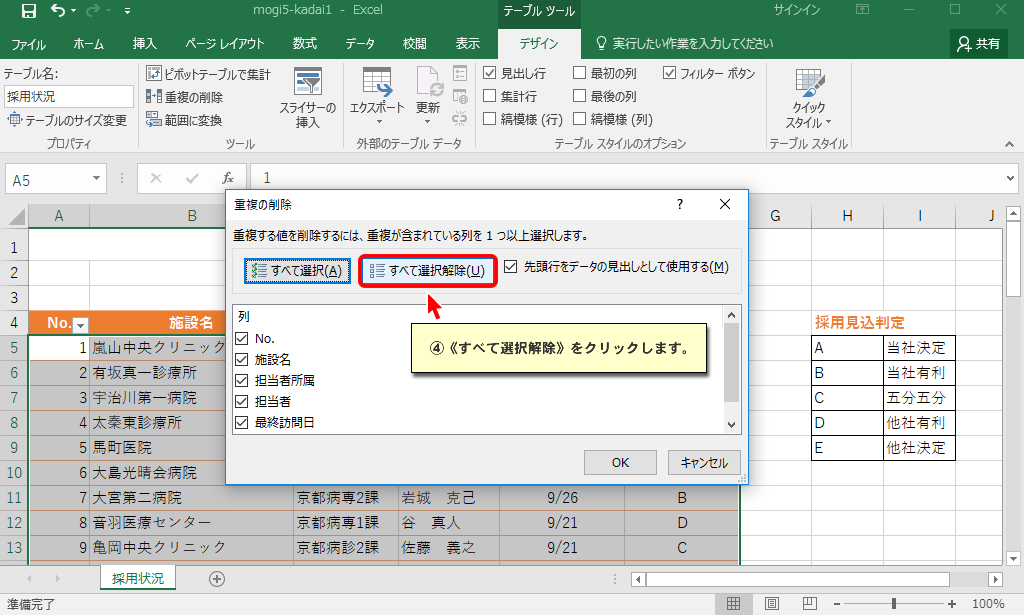 mogi5-kadai1 - Excel
テーブル ツール
サインイン
ファイル ホーム 挿入 ページ レイアウト 数式 データ 校閲 表示 デザイン 実行したい作業を入力してください 共有
テーブル名:
採用状況
テーブルのサイズ変更
プロパティ
ピボットテーブルで集計
重複の削除
範囲に変換
スライサーの
挿入
ツール
エクスポート
更新
外部のテーブル データ
見出し行 最初の列 フィルター ボタン
集計行 最後の列
縞模様 (行) 縞模様 (列)
テーブル スタイルのオプション
クイック
スタイル
テーブル スタイル
A5 fx 1
A B G H I J
重複の削除 ?
重複する値を削除するには、重複が含まれている列を 1 つ以上選択します。
すべて選択(A) すべて選択解除(U) 先頭行をデータの見出しとして使用する(M)
列
No.
施設名
担当者所属
担当者
最終訪問日
④《すべて選択解除》をクリックします。
OK キャンセル
1
2
3
4 No. 施設名 採用見込判定
5 1 嵐山中央クリニック A 当社決定
6 2 有坂真一診療所 B 当社有利
7 3 宇治川第一病院 C 五分五分
8 4 太秦東診療所 D 他社有利
9 5 馬町医院 E 他社決定
10 6 大島光晴会病院
11 7 大宮第二病院 京都病専2課 岩城 克己 9/26 B
12 8 音羽医療センター 京都病専1課 谷 真人 9/21 D
13 9 亀岡中央クリニック 京都病診2課 佐藤 義之 9/21 C
採用状況
準備完了 100%